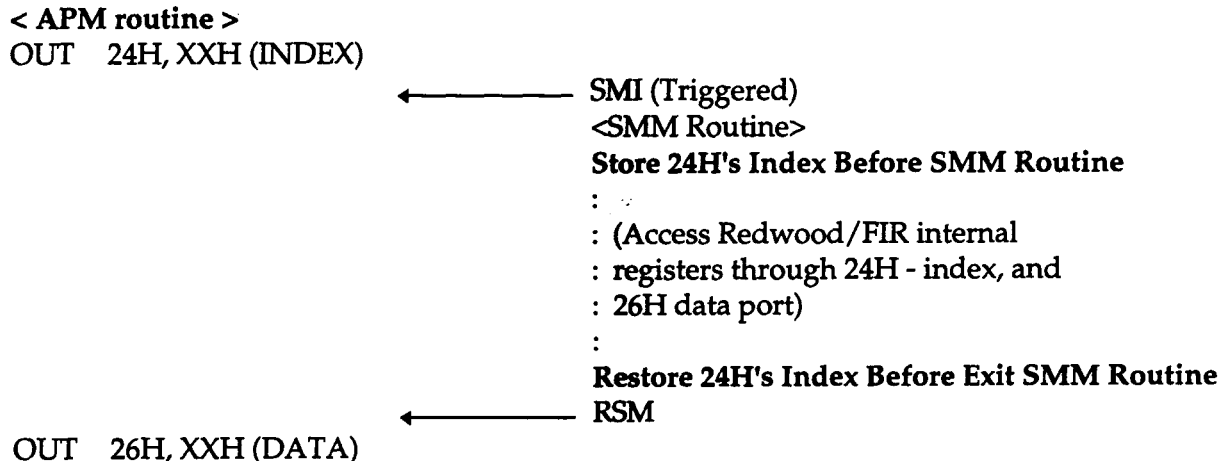 < APM routine >
OUT 24H, XXH (INDEX)
SMI (Triggered)
<SMM Routine>
Store 24H's Index Before SMM Routine
:
: (Access Redwood/FIR internal
: registers through 24H - index, and
: 26H data port)
:
Restore 24H's Index Before Exit SMM Routine
RSM
OUT 26H, XXH (DATA)